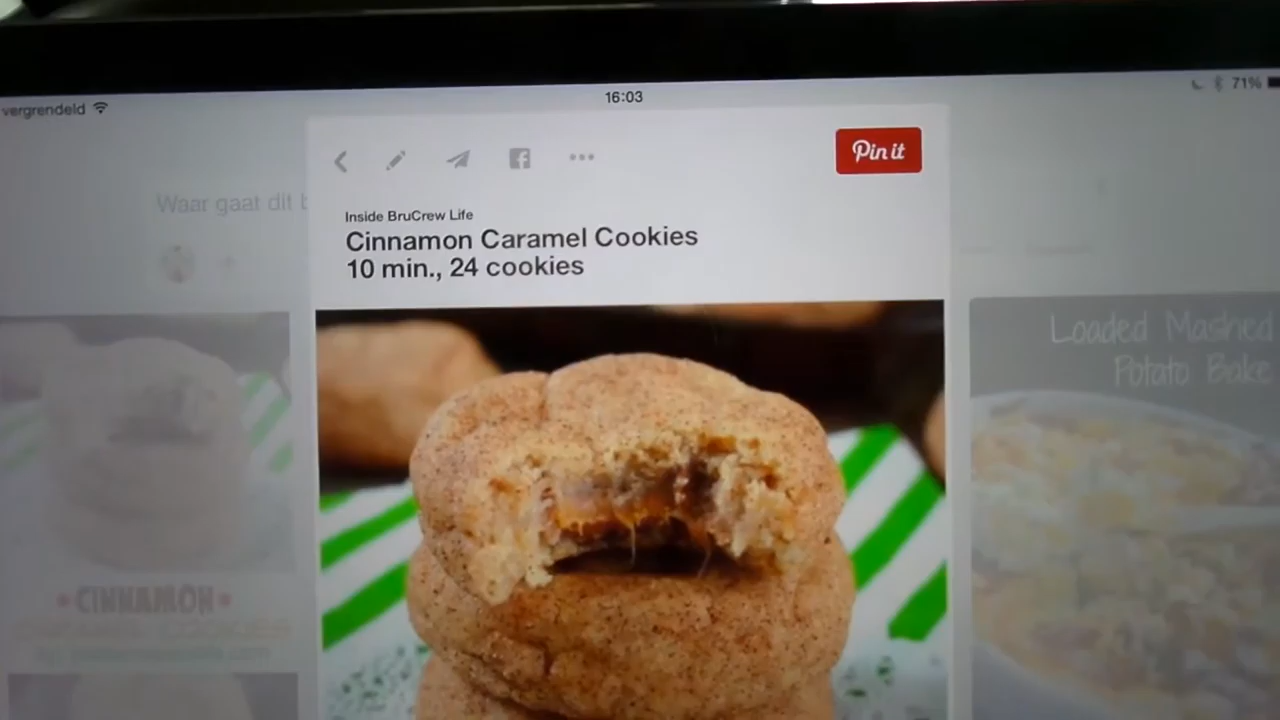 vergrendeld
16:03
71%
Pin it
Waar gaat dit b
Inside BruCrew Life
Cinnamon Caramel Cookies
10 min., 24 cookies
Loaded Mashed
Potato Bake
CINNAMON